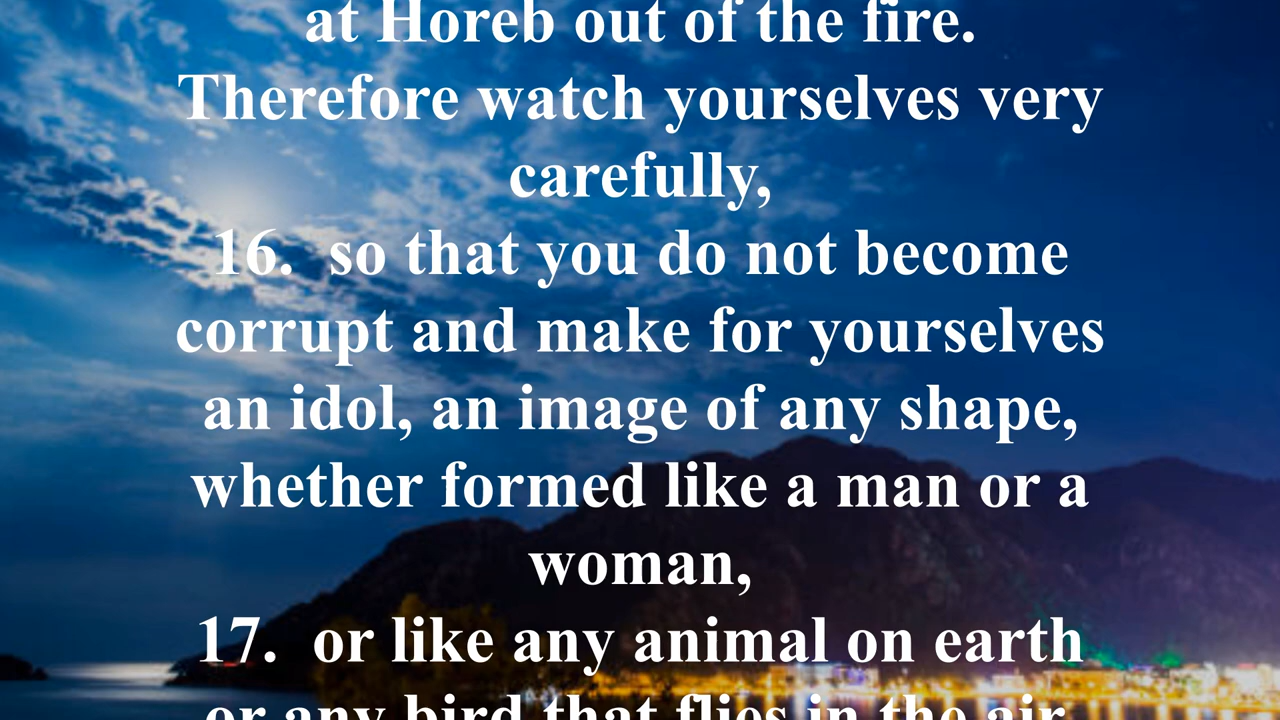 at Horeb out of the fire.
Therefore watch yourselves very
carefully,
16. so that you do not become
corrupt and make for yourselves
an idol, an image of any shape,
whether formed like a man or a
woman,
17. or like any animal on earth
or any bird that flies in the air,